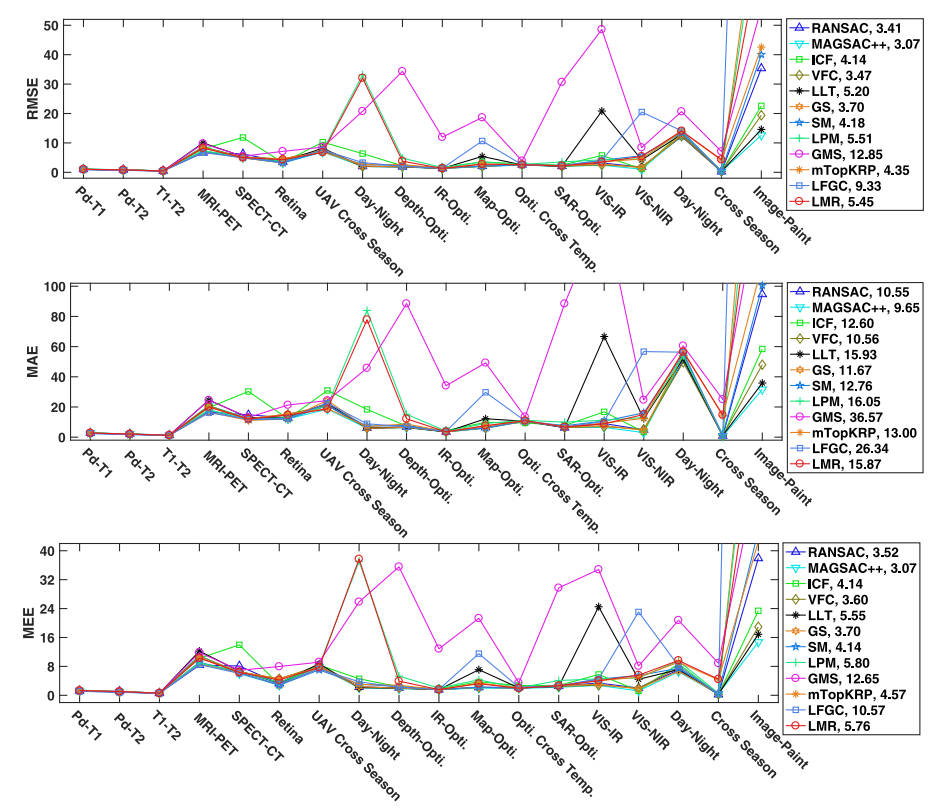 50
40
30
20
10
0
RMSE
Pd-T1
Pd-T2
T1-T2
MRI-PET
SPECT-CT
Retina
UAV Cross Season
Day-Night
Depth-Opti.
IR-Opti.
Map-Opti.
Opti. Cross Temp.
SAR-Opti.
VIS-IR
VIS-NIR
Day-Night
Cross Season
Image-Paint
RANSAC, 3.41
MAGSAC++, 3.07
ICF, 4.14
VFC, 3.47
LLT, 5.20
GS, 3.70
SM, 4.18
LPM, 5.51
GMS, 12.85
mTopKRP, 4.35
LFGC, 9.33
LMR, 5.45
100
80
60
40
20
0
MAE
Pd-T1
Pd-T2
T1-T2
MRI-PET
SPECT-CT
Retina
UAV Cross Season
Day-Night
Depth-Opti.
IR-Opti.
Map-Opti.
Opti. Cross Temp.
SAR-Opti.
VIS-IR
VIS-NIR
Day-Night
Cross Season
Image-Paint
RANSAC, 10.55
MAGSAC++, 9.65
ICF, 12.60
VFC, 10.56
LLT, 15.93
GS, 11.67
SM, 12.76
LPM, 16.05
GMS, 36.57
mTopKRP, 13.00
LFGC, 26.34
LMR, 15.87
40
32
24
16
8
0
MEE
Pd-T1
Pd-T2
T1-T2
MRI-PET
SPECT-CT
Retina
UAV Cross Season
Day-Night
Depth-Opti.
IR-Opti.
Map-Opti.
Opti. Cross Temp.
SAR-Opti.
VIS-IR
VIS-NIR
Day-Night
Cross Season
Image-Paint
RANSAC, 3.52
MAGSAC++, 3.07
ICF, 4.14
VFC, 3.60
LLT, 5.55
GS, 3.70
SM, 4.14
LPM, 5.80
GMS, 12.65
mTopKRP, 4.57
LFGC, 10.57
LMR, 5.76